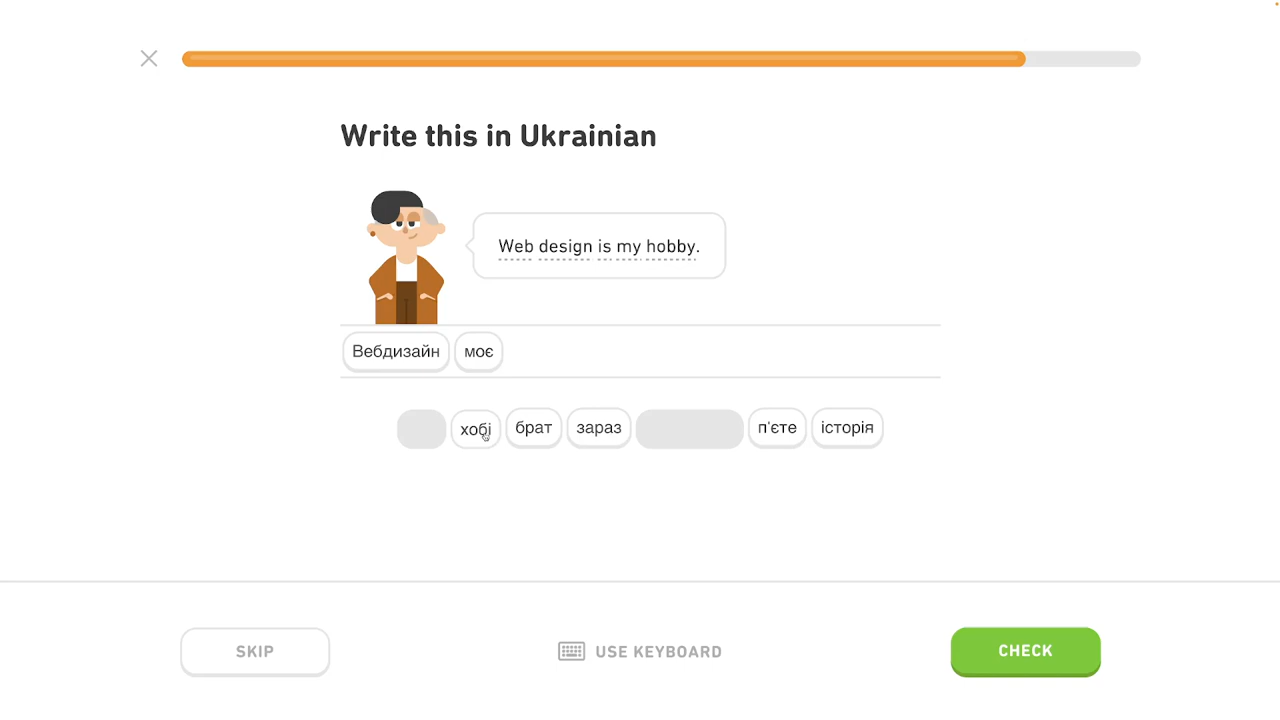 Write this in Ukrainian
Web design is my hobby.
Вебдизайн моє
хобі брат зараз п'єте історія
SKIP USE KEYBOARD CHECK